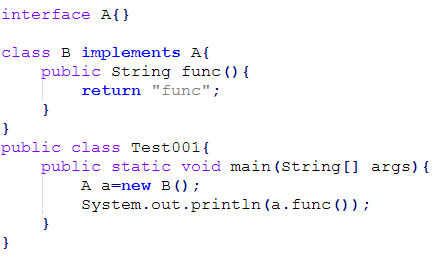 interface A{}
class B implements A{
public String func(){
return "func";
}
}
public class Test001{
public static void main(String[] args){
A a=new B();
System.out.println(a.func());
}
}